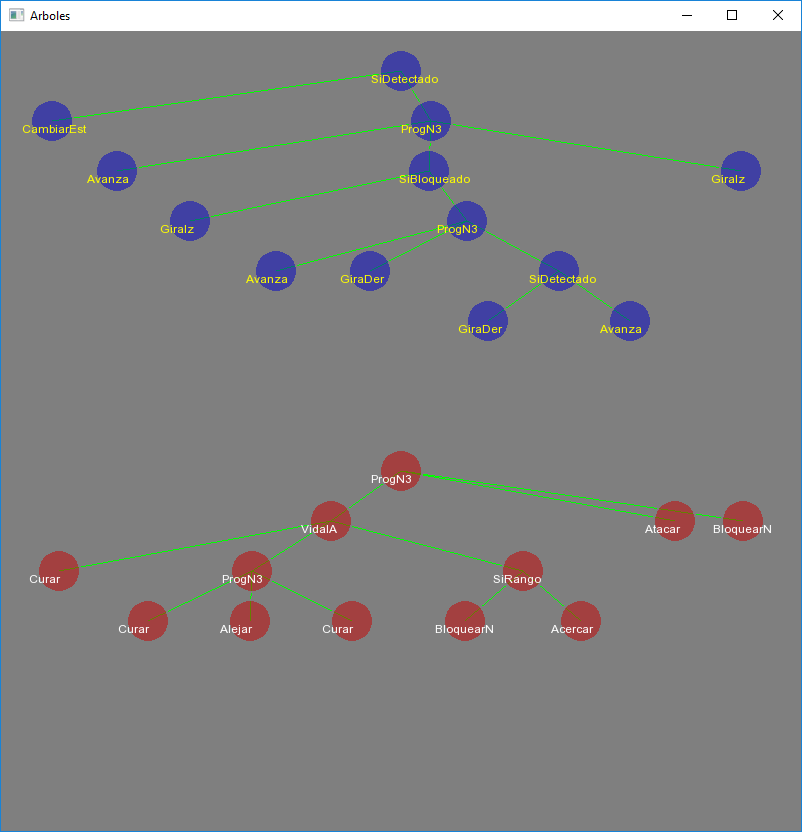 Arboles
SiDetectado
CambiarEst
ProgN3
Avanza
SiBloqueado
GiraIz
GiraIz
ProgN3
Avanza
GiraDer
SiDetectado
GiraDer
Avanza
ProgN3
VidaIA
Atacar
BloquearN
Curar
ProgN3
SiRango
Curar
Alejar
Curar
BloquearN
Acercar